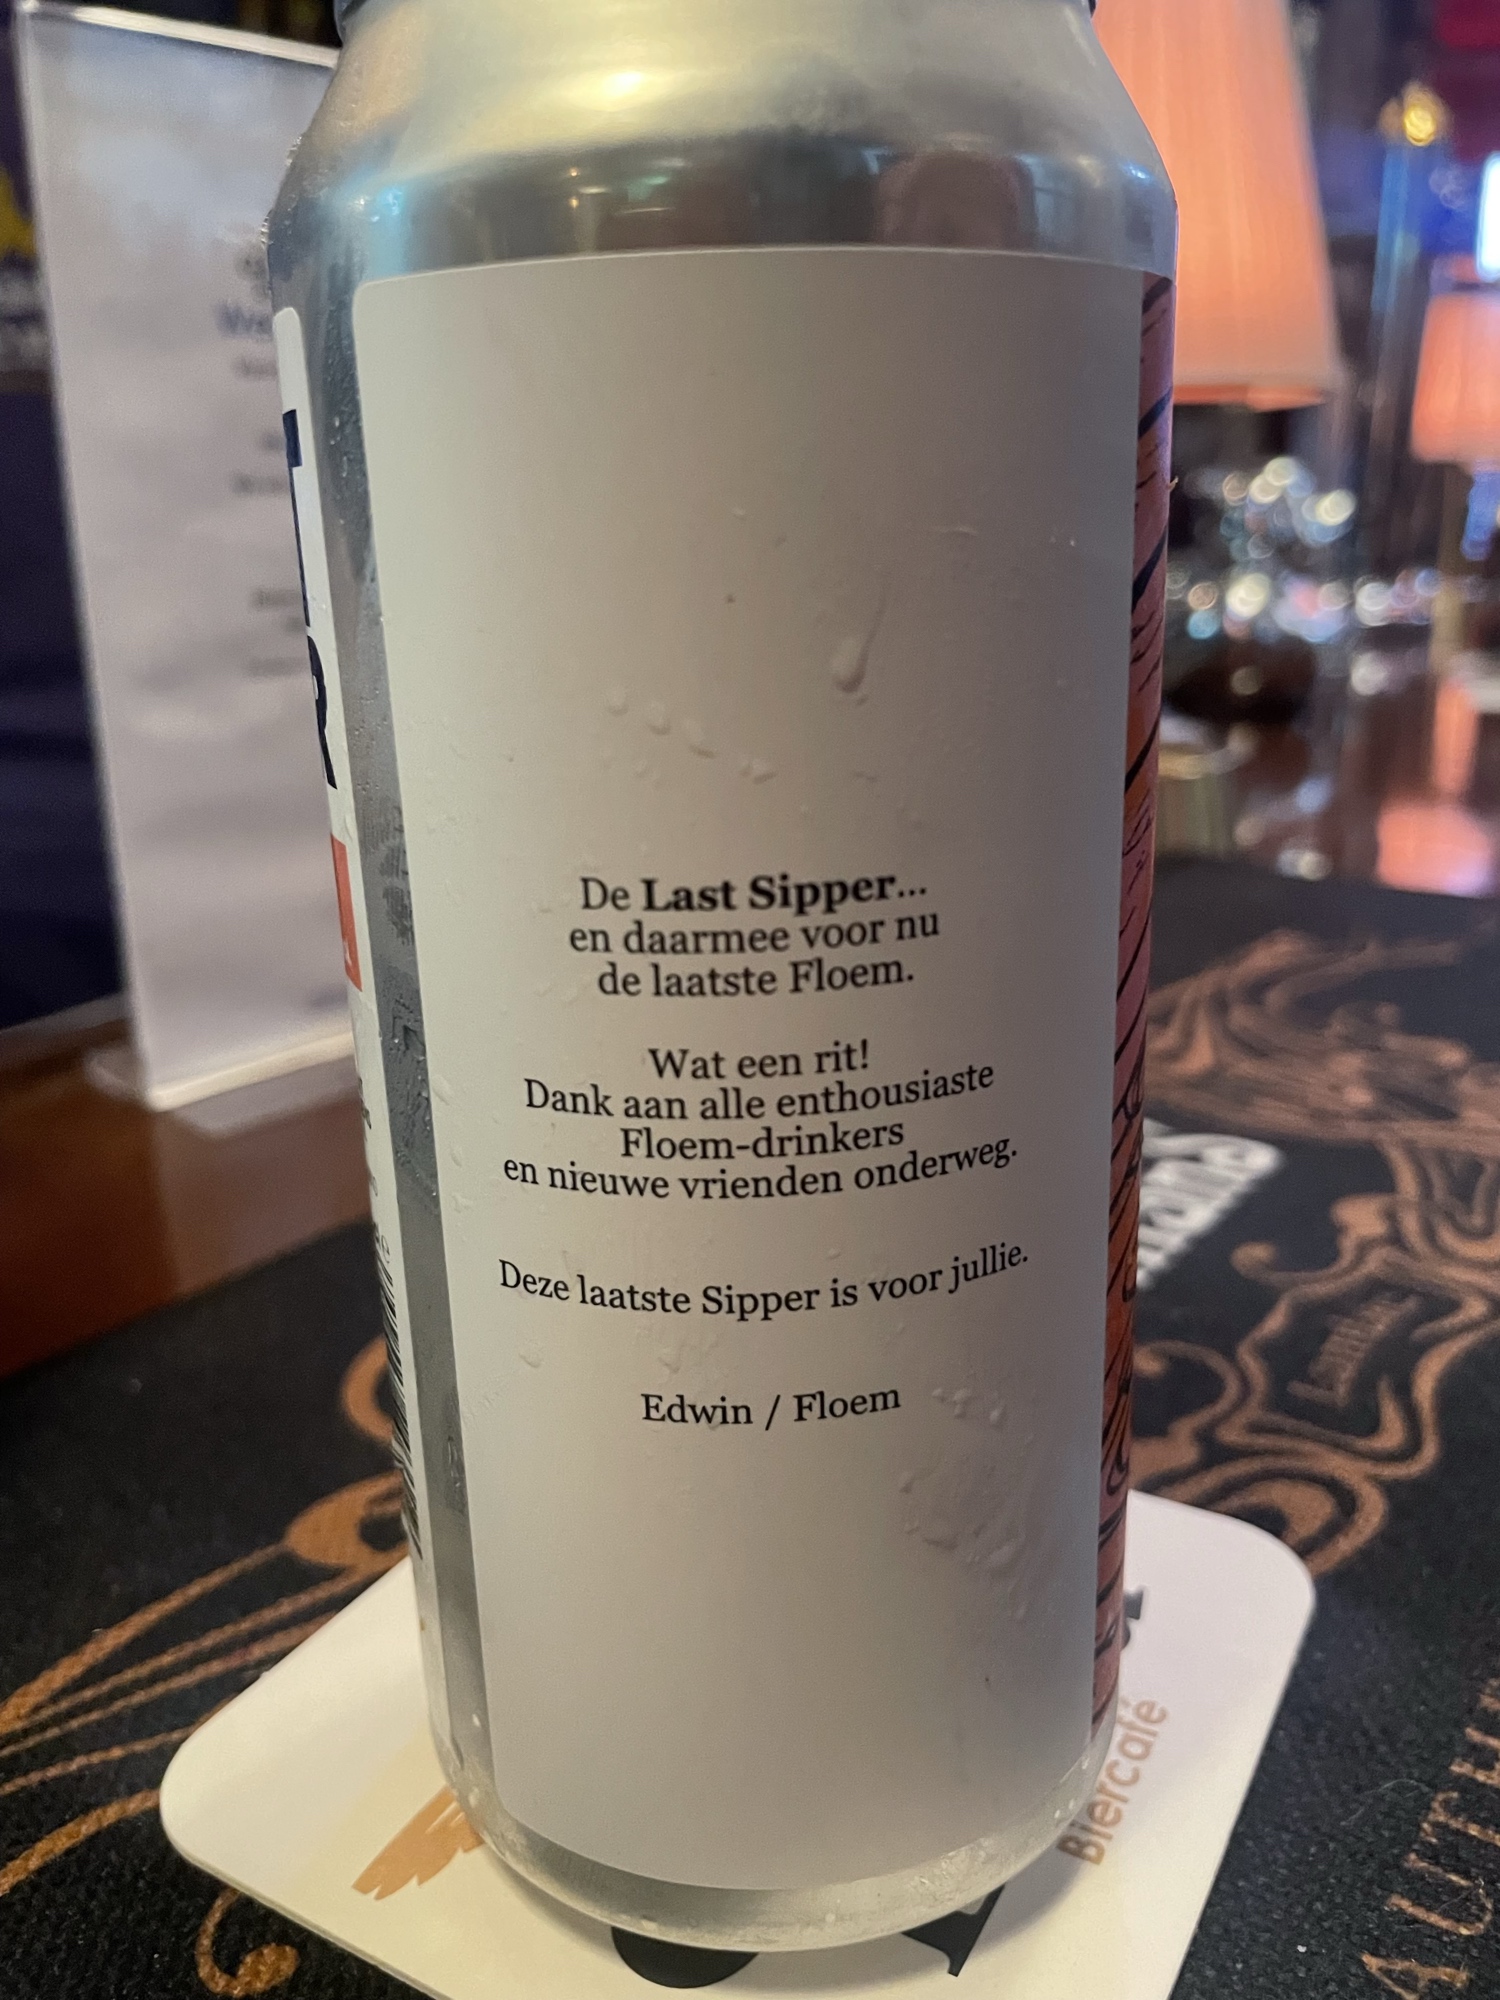 De Last Sipper...
en daarmee voor nu
de laatste Floem.
Wat een rit!
Dank aan alle enthousiaste
Floem-drinkers
en nieuwe vrienden onderweg.
Deze laatste Sipper is voor jullie.
Edwin / Floem
Biercafé